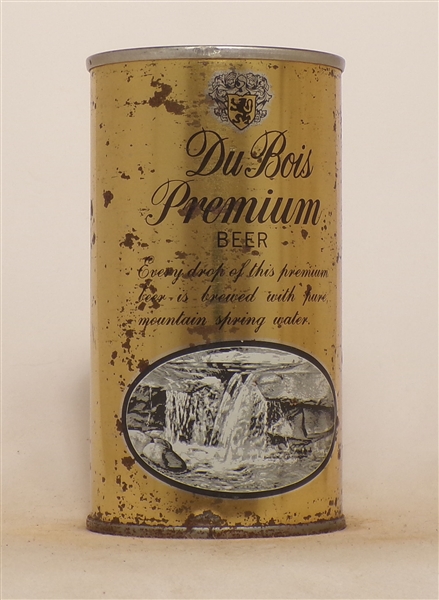 Du Bois
Premium
BEER
Every drop of this premium
beer is brewed with pure
mountain spring water.